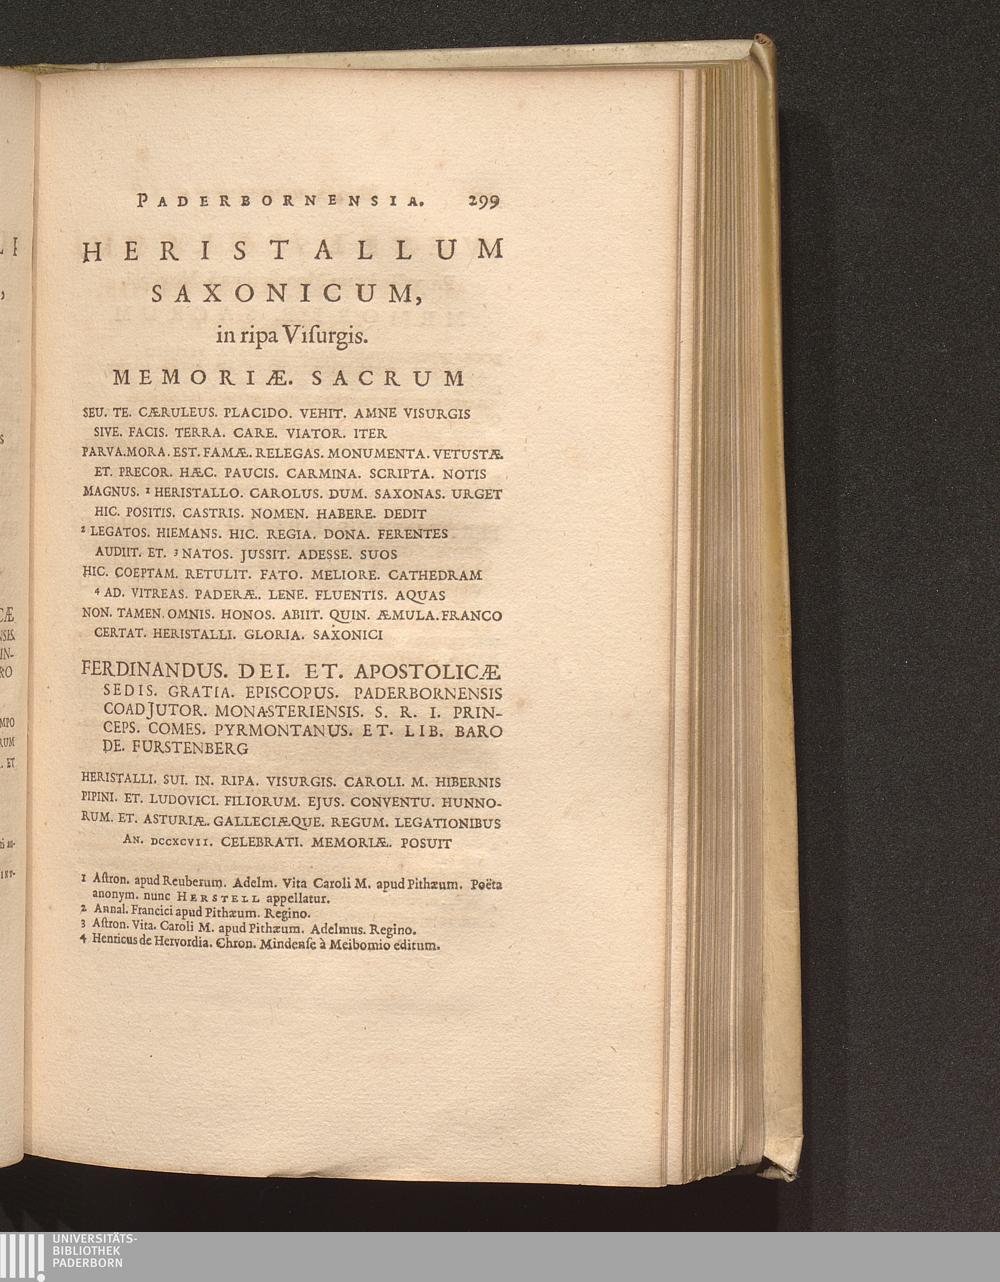 PADERBORNENSIA. 299
HERISTALLUM
SAXONICUM,
in ripa Viſurgis.
MEMORIÆ. SACRUM
SEU. TE. CÆRULEUS. PLACIDO. VEHIT. AMNE VISURGIS
SIVE. FACIS. TERRA. CARE. VIATOR. ITER
PARVA. MORA. EST. FAMÆ. RELEGAS. MONUMENTA. VETUSTÆ.
ET. PRECOR. HÆC. PAUCIS. CARMINA. SCRIPTA. NOTIS
MAGNUS. 1 HERISTALLO. CAROLUS. DUM. SAXONAS. URGET
HIC. POSITIS. CASTRIS. NOMEN. HABERE. DEDIT
2 LEGATOS. HIEMANS. HIC. REGIA. DONA. FERENTES
AUDIIT. ET. 3 NATOS. JUSSIT. ADESSE. SUOS
HIC. COEPTAM. RETULIT. FATO. MELIORE. CATHEDRAM
4 AD. VITREAS. PADERÆ. LENE. FLUENTIS. AQUAS
NON. TAMEN. OMNIS. HONOS. ABIIT. QUIN. ÆMULA. FRANCO
CERTAT. HERISTALLI. GLORIA. SAXONICI
FERDINANDUS. DEI. ET. APOSTOLICÆ
SEDIS. GRATIA. EPISCOPUS. PADERBORNENSIS
COADJUTOR. MONASTERIENSIS. S. R. I. PRIN-
CEPS. COMES. PYRMONTANUS. ET. LIB. BARO
DE. FURSTENBERG
HERISTALLI. SUI. IN. RIPA. VISURGIS. CAROLI. M. HIBERNIS
PIPINI. ET. LUDOVICI. FILIORUM. EJUS. CONVENTU. HUNNO-
RUM. ET. ASTURIÆ. GALLECIÆQUE. REGUM. LEGATIONIBUS
AN. DCCXCVII. CELEBRATI. MEMORIÆ. POSUIT
1 Aſtron. apud Reuberum. Adelm. Vita Caroli M. apud Pithæum. Poëta
anonym. nunc HERSTELL appellatur.
2 Annal. Francici apud Pithæum. Regino.
3 Aſtron. Vita. Caroli M. apud Pithæum. Adelmus. Regino.
4 Henricus de Hervordia. Chron. Mindenſe à Meibomio editum.
UNIVERSITÄTS-
BIBLIOTHEK
PADERBORN